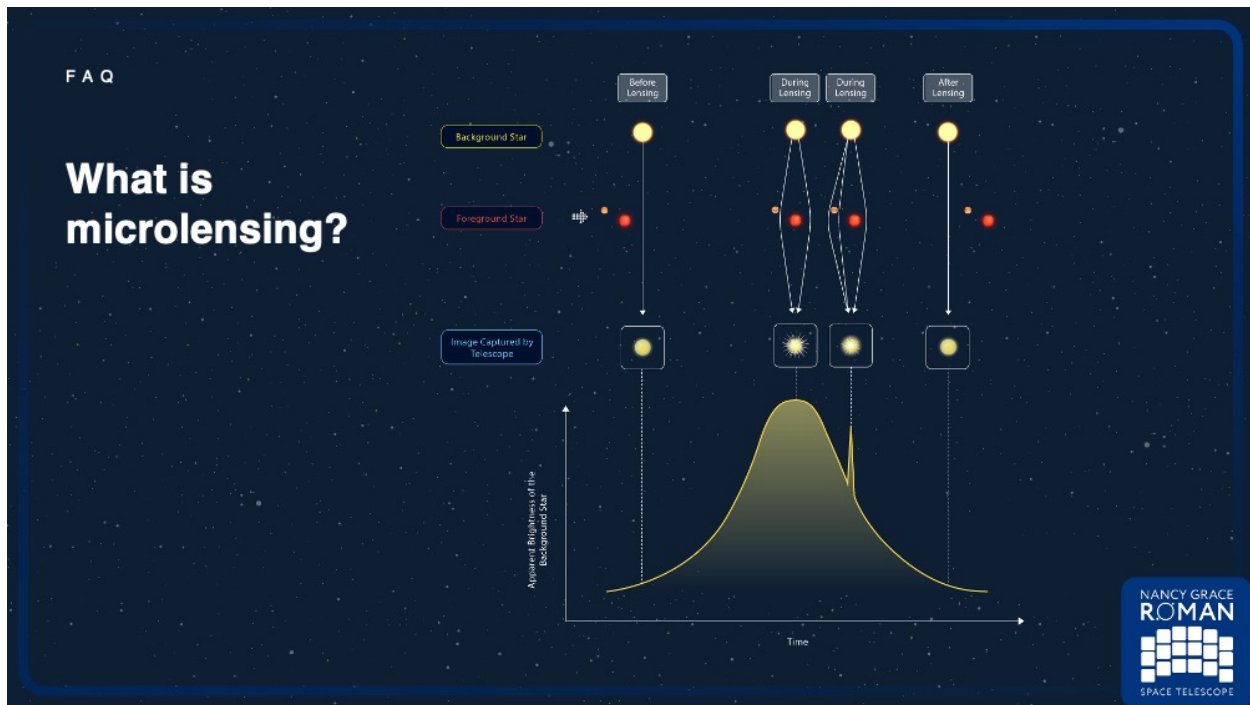 FAQ
What is
microlensing?
Before
Lensing
During
Lensing
During
Lensing
After
Lensing
Background Star
Foreground Star
Image Captured by
Telescope
Apparent Brightness of the
Background Star
Time
NANCY GRACE
ROMAN
SPACE TELESCOPE